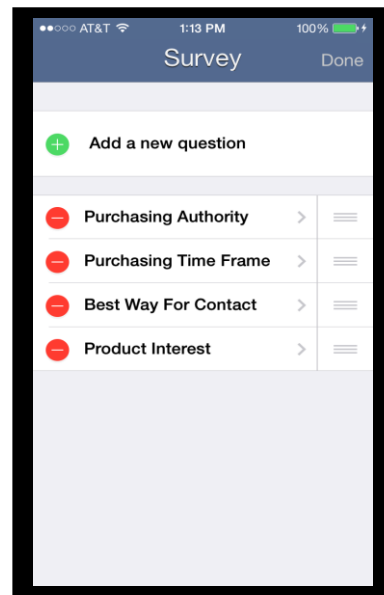 AT&T 1:13 PM 100%
Survey Done
Add a new question
Purchasing Authority
Purchasing Time Frame
Best Way For Contact
Product Interest